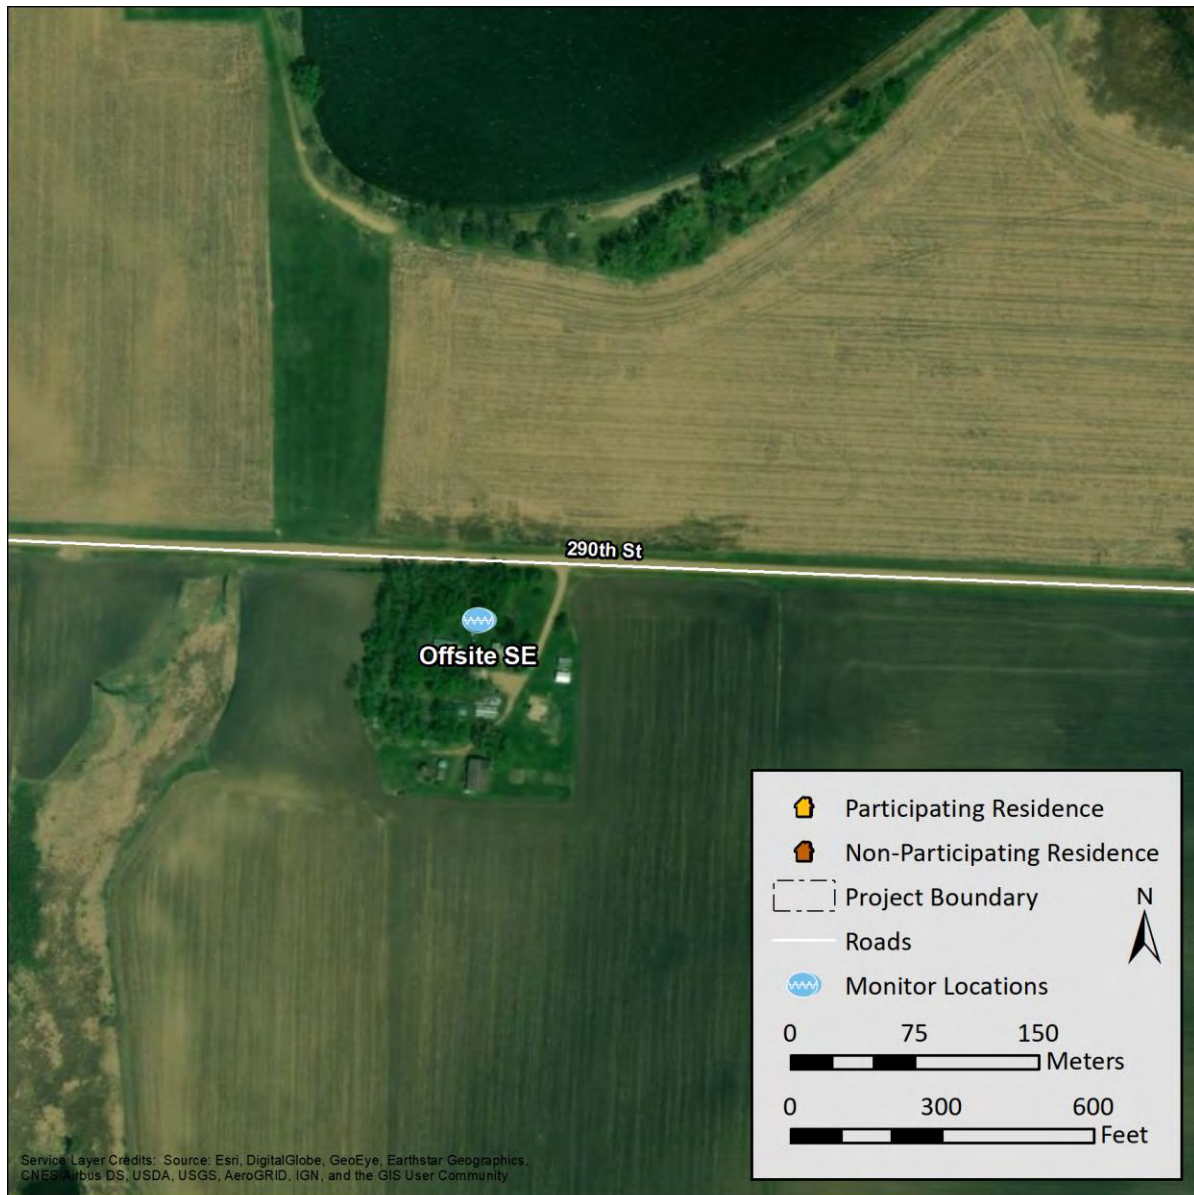 290th St
Offsite SE
Participating Residence
Non-Participating Residence
Project Boundary
N
Roads
Monitor Locations
0 75 150
Meters
0 300 600
Feet
Service Layer Credits: Source: Esri, DigitalGlobe, GeoEye, Earthstar Geographics,
CNES/Airbus DS, USDA, USGS, AeroGRID, IGN, and the GIS User Community